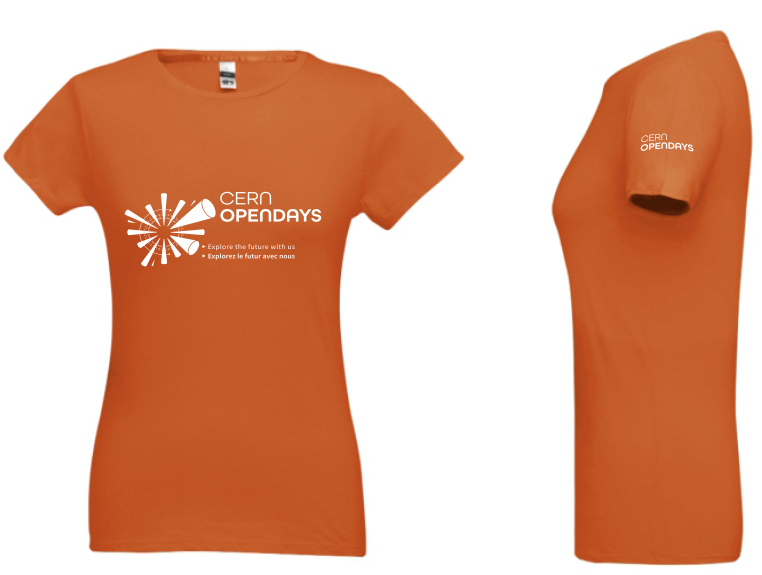 CERN
OPENDAYS
▸ Explore the future with us
▸ Explorez le futur avec nous
CERN
OPENDAYS